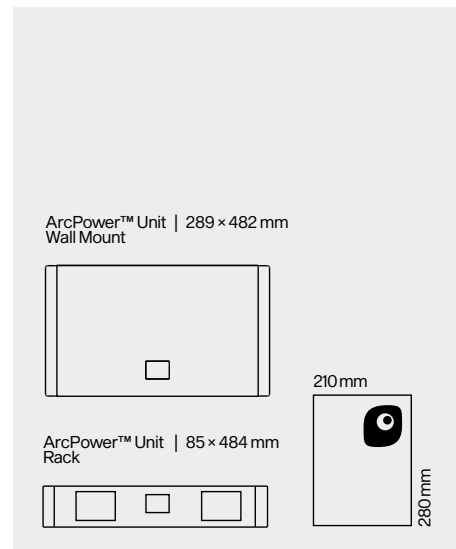 ArcPower™ Unit | 289 × 482 mm
Wall Mount
210 mm
ArcPower™ Unit | 85 × 484 mm
Rack
280 mm